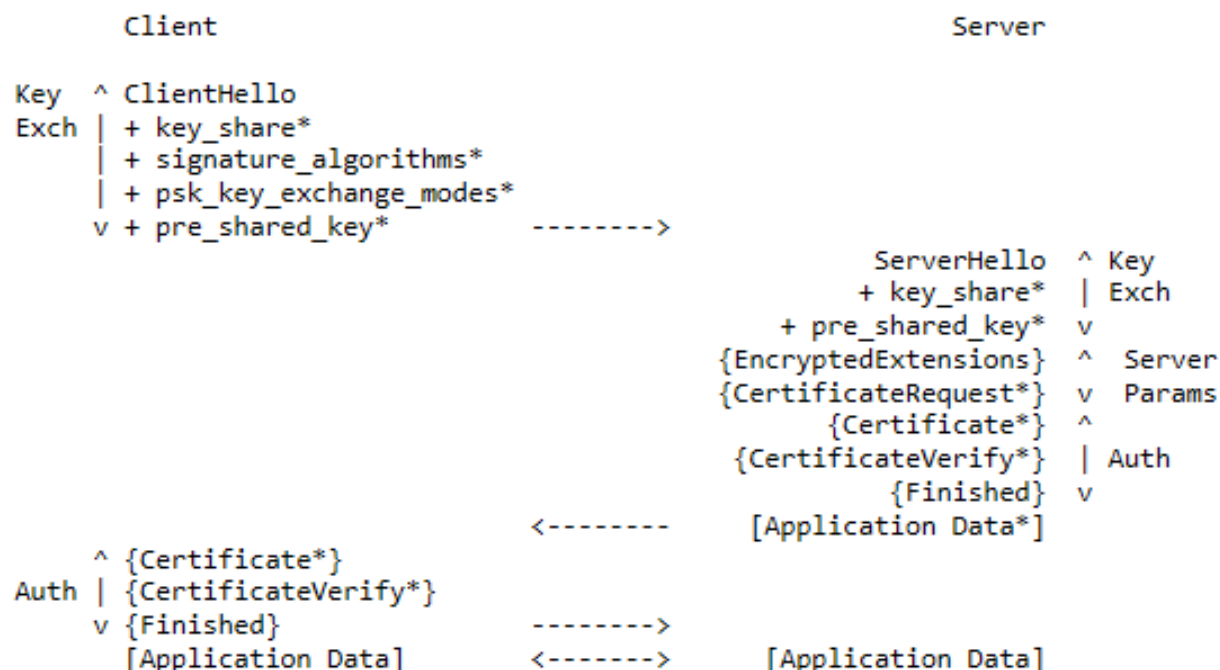 Client                                               Server

Key  ^ ClientHello
Exch | + key_share*
     | + signature_algorithms*
     | + psk_key_exchange_modes*
     v + pre_shared_key*         -------->
                                                       ServerHello  ^ Key
                                                      + key_share*  | Exch
                                                 + pre_shared_key*  v
                                             {EncryptedExtensions}  ^  Server
                                             {CertificateRequest*}  v  Params
                                                    {Certificate*}  ^
                                              {CertificateVerify*}  | Auth
                                                        {Finished}  v
                                 <--------     [Application Data*]
     ^ {Certificate*}
Auth | {CertificateVerify*}
     v {Finished}                -------->
       [Application Data]        <------->      [Application Data]